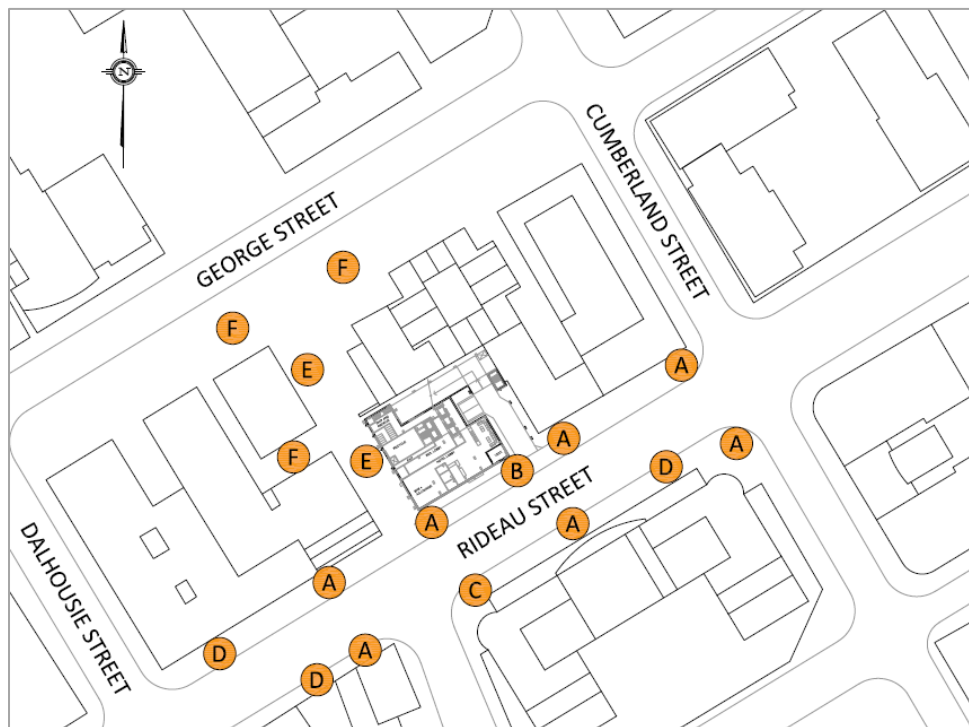 N
CUMBERLAND STREET
GEORGE STREET
F
F
E
A
A
A
F
E
B
D
A
RIDEAU STREET
A
C
A
DALHOUSIE STREET
D
A
D